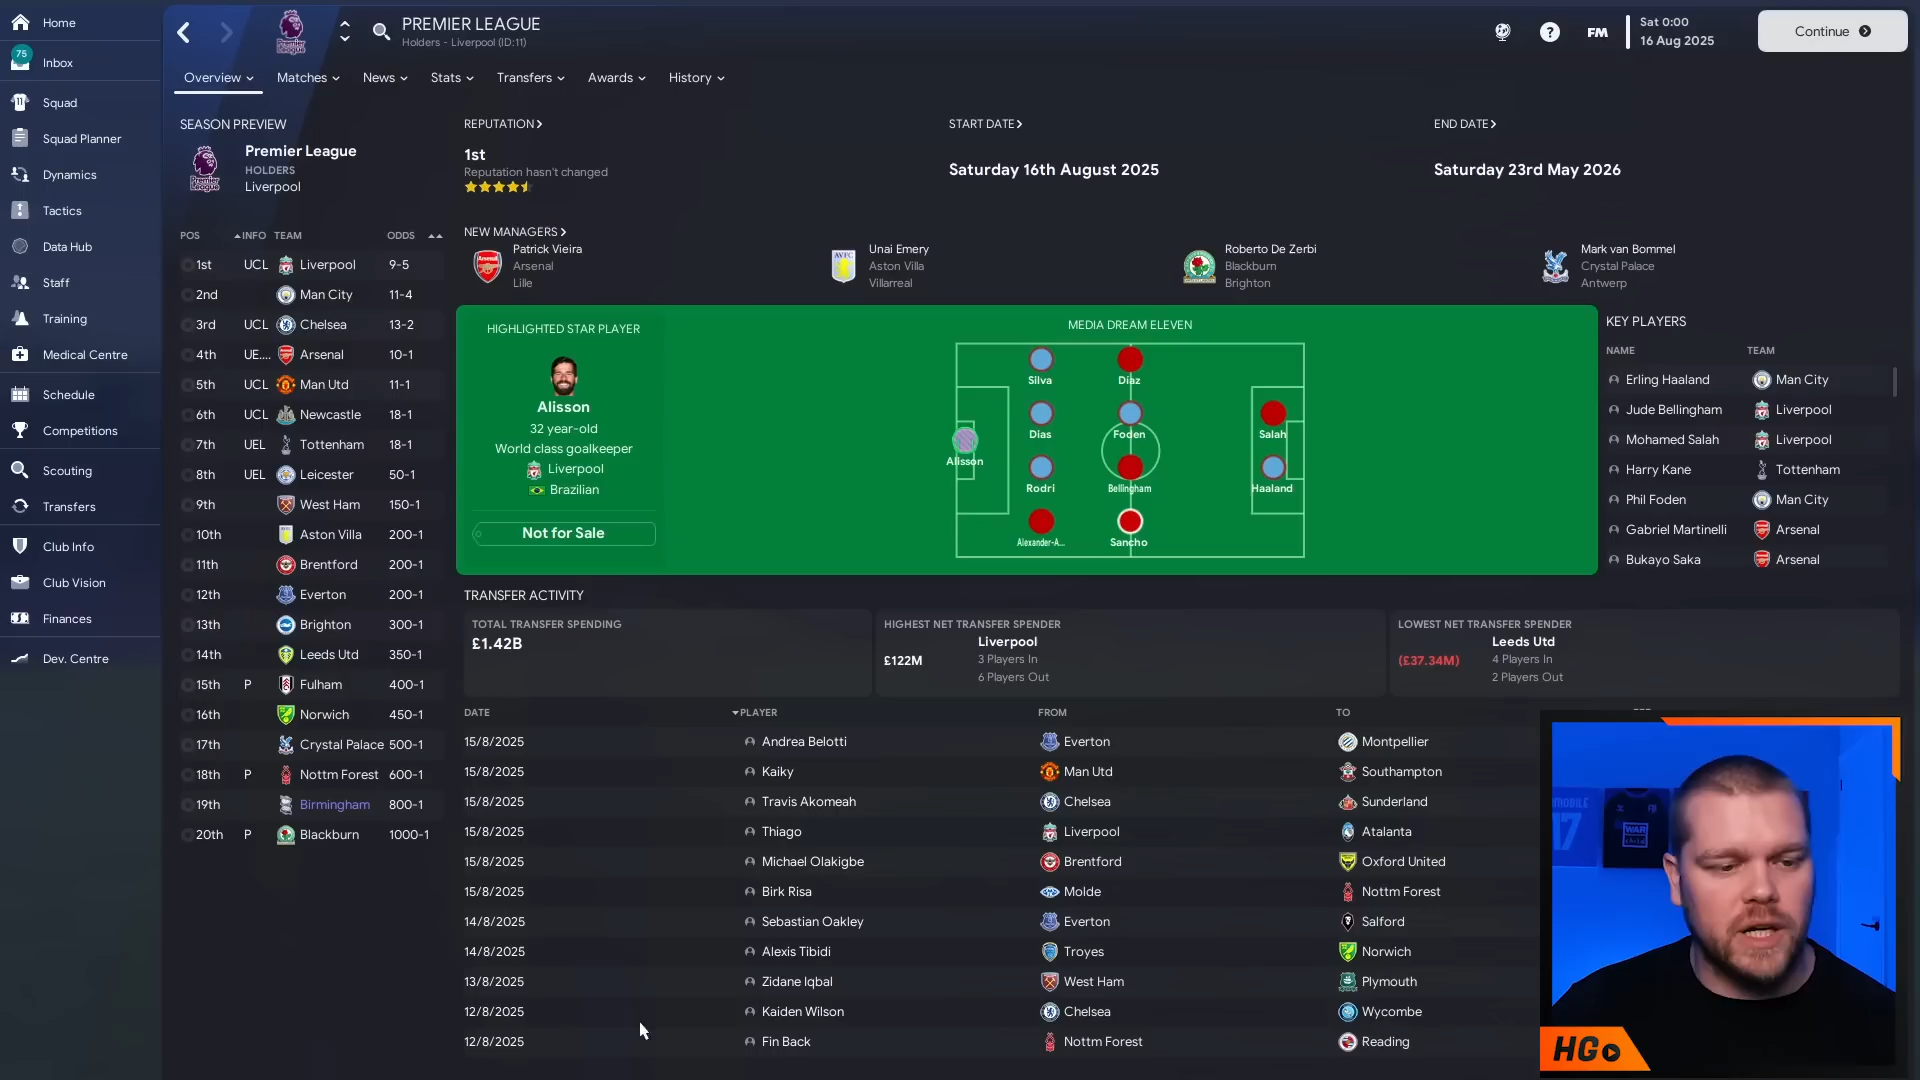 Home
75
Inbox
Squad
Squad Planner
Dynamics
Tactics
Data Hub
Staff
Training
Medical Centre
Schedule
Competitions
Scouting
Transfers
Club Info
Club Vision
Finances
Dev. Centre
PREMIER LEAGUE
Holders - Liverpool (ID:11)
FM
Sat 0:00
16 Aug 2025
Continue
Overview Matches News Stats Transfers Awards History
SEASON PREVIEW
Premier League
HOLDERS
Liverpool
REPUTATION
1st
Reputation hasn't changed
START DATE
Saturday 16th August 2025
END DATE
Saturday 23rd May 2026
POS INFO TEAM ODDS
1st UCL Liverpool 9-5
2nd Man City 11-4
3rd UCL Chelsea 13-2
4th UE.... Arsenal 10-1
5th UCL Man Utd 11-1
6th UCL Newcastle 18-1
7th UEL Tottenham 18-1
8th UEL Leicester 50-1
9th West Ham 150-1
10th Aston Villa 200-1
11th Brentford 200-1
12th Everton 200-1
13th Brighton 300-1
14th Leeds Utd 350-1
15th P Fulham 400-1
16th Norwich 450-1
17th Crystal Palace 500-1
18th P Nottm Forest 600-1
19th Birmingham 800-1
20th P Blackburn 1000-1
NEW MANAGERS
Patrick Vieira
Arsenal
Lille
Unai Emery
Aston Villa
Villarreal
Roberto De Zerbi
Blackburn
Brighton
Mark van Bommel
Crystal Palace
Antwerp
HIGHLIGHTED STAR PLAYER
Alisson
32 year-old
World class goalkeeper
Liverpool
Brazilian
Not for Sale
MEDIA DREAM ELEVEN
Silva Díaz
Dias Foden Salah
Alisson
Rodri Bellingham Haaland
Alexander-A... Sancho
KEY PLAYERS
NAME TEAM
Erling Haaland Man City
Jude Bellingham Liverpool
Mohamed Salah Liverpool
Harry Kane Tottenham
Phil Foden Man City
Gabriel Martinelli Arsenal
Bukayo Saka Arsenal
TRANSFER ACTIVITY
TOTAL TRANSFER SPENDING
£1.42B
HIGHEST NET TRANSFER SPENDER
£122M
Liverpool
3 Players In
6 Players Out
LOWEST NET TRANSFER SPENDER
(£37.34M)
Leeds Utd
4 Players In
2 Players Out
DATE PLAYER FROM TO
15/8/2025 Andrea Belotti Everton Montpellier
15/8/2025 Kaiky Man Utd Southampton
15/8/2025 Travis Akomeah Chelsea Sunderland
15/8/2025 Thiago Liverpool Atalanta
15/8/2025 Michael Olakigbe Brentford Oxford United
15/8/2025 Birk Risa Molde Nottm Forest
14/8/2025 Sebastian Oakley Everton Salford
14/8/2025 Alexis Tibidi Troyes Norwich
13/8/2025 Zidane Iqbal West Ham Plymouth
12/8/2025 Kaiden Wilson Chelsea Wycombe
12/8/2025 Fin Back Nottm Forest Reading
17
WAR
HG